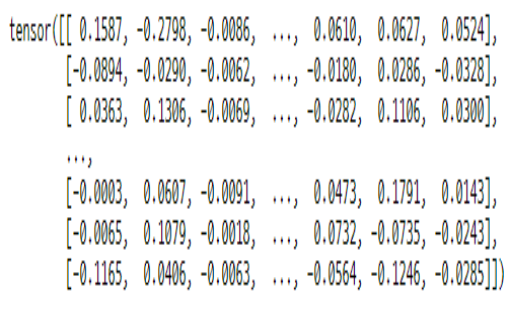 tensor([[ 0.1587, -0.2798, -0.0086,  ...,  0.0610,  0.0627,  0.0524],
        [-0.0894, -0.0290, -0.0062,  ..., -0.0180,  0.0286, -0.0328],
        [ 0.0363,  0.1306, -0.0069,  ..., -0.0282,  0.1106,  0.0300],
        ...,
        [-0.0003,  0.0607, -0.0091,  ...,  0.0473,  0.1791,  0.0143],
        [-0.0065,  0.1079, -0.0018,  ...,  0.0732, -0.0735, -0.0243],
        [-0.1165,  0.0406, -0.0063,  ..., -0.0564, -0.1246, -0.0285]])